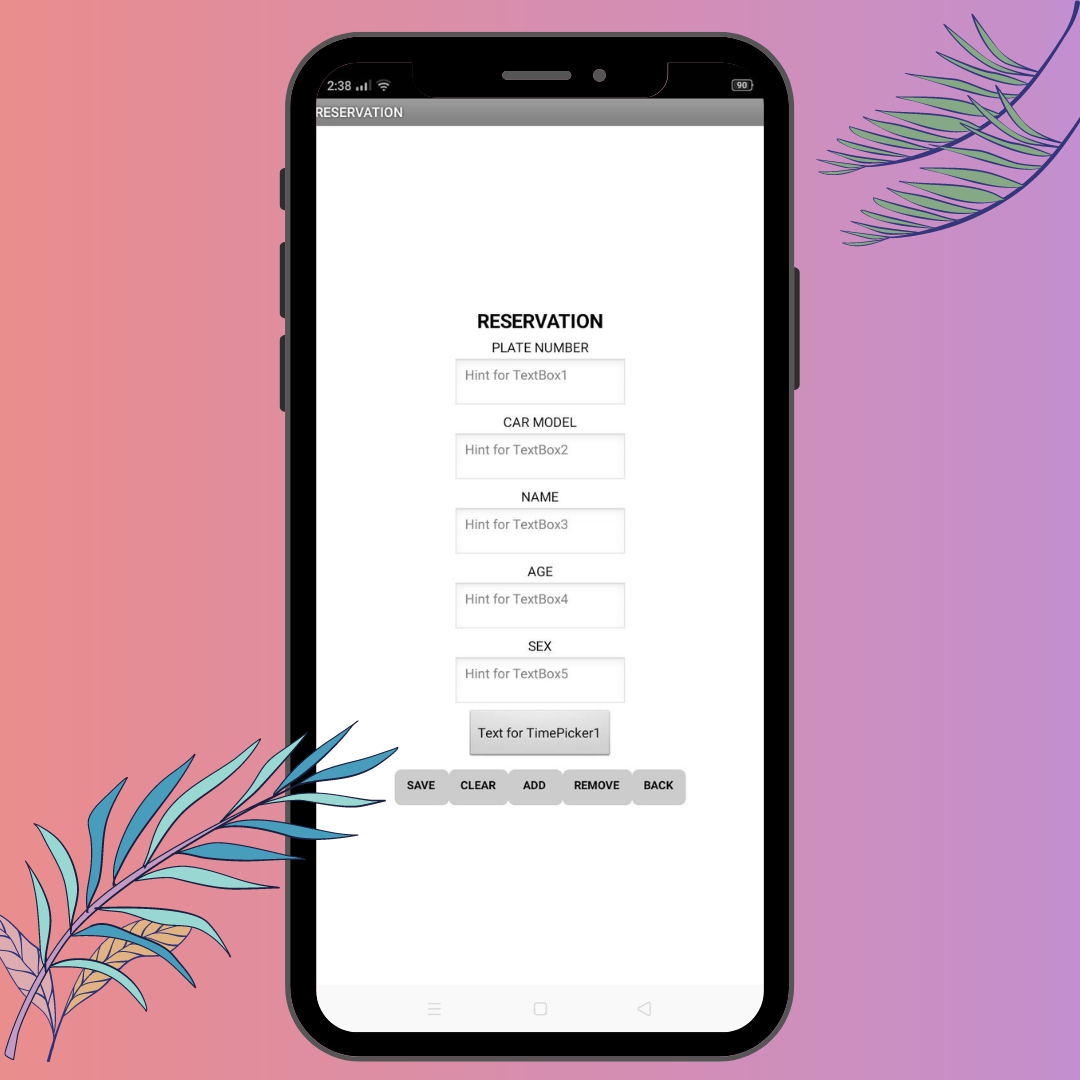 2:38 90
RESERVATION
RESERVATION
PLATE NUMBER
Hint for TextBox1
CAR MODEL
Hint for TextBox2
NAME
Hint for TextBox3
AGE
Hint for TextBox4
SEX
Hint for TextBox5
Text for TimePicker1
SAVE CLEAR ADD REMOVE BACK